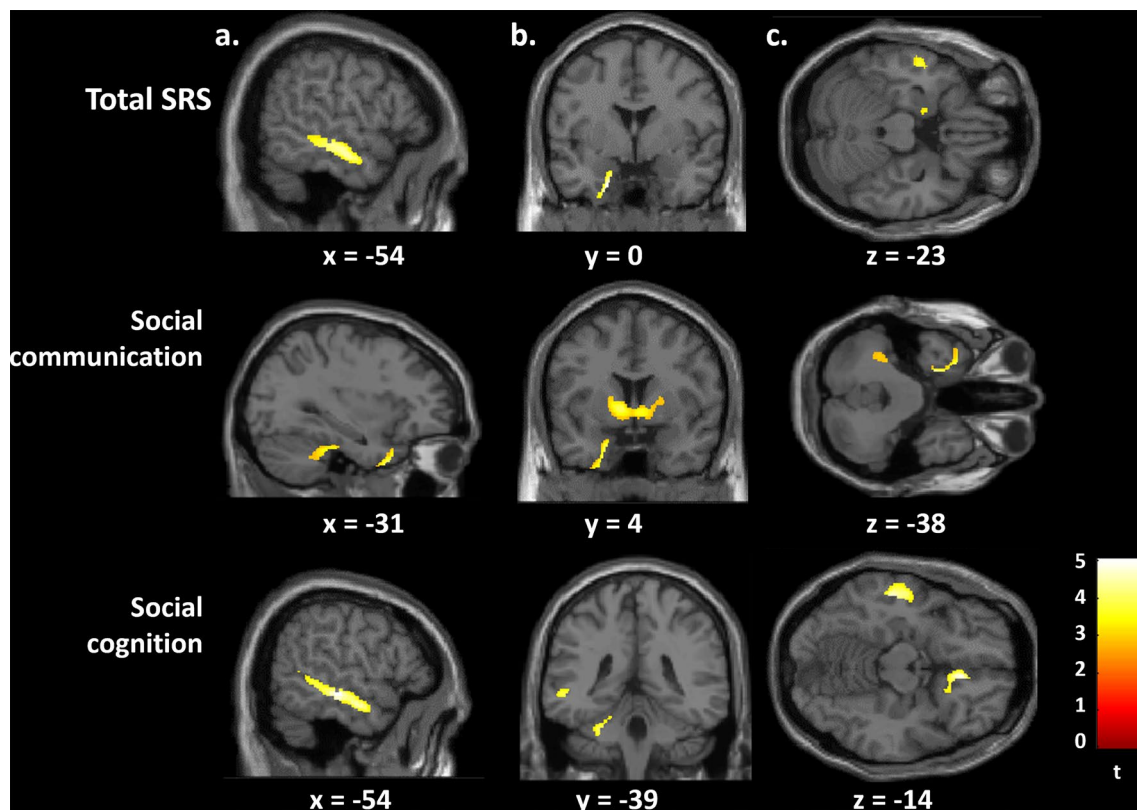 a.
b.
c.
Total SRS
x = -54
y = 0
z = -23
Social
communication
x = -31
y = 4
z = -38
Social
cognition
x = -54
y = -39
z = -14
5
4
3
2
1
0
t